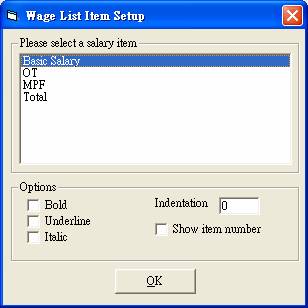 Wage List Item Setup
Please select a salary item
Basic Salary
OT
MPF
Total
Options
Bold
Underline
Italic
Indentation 0
Show item number
OK